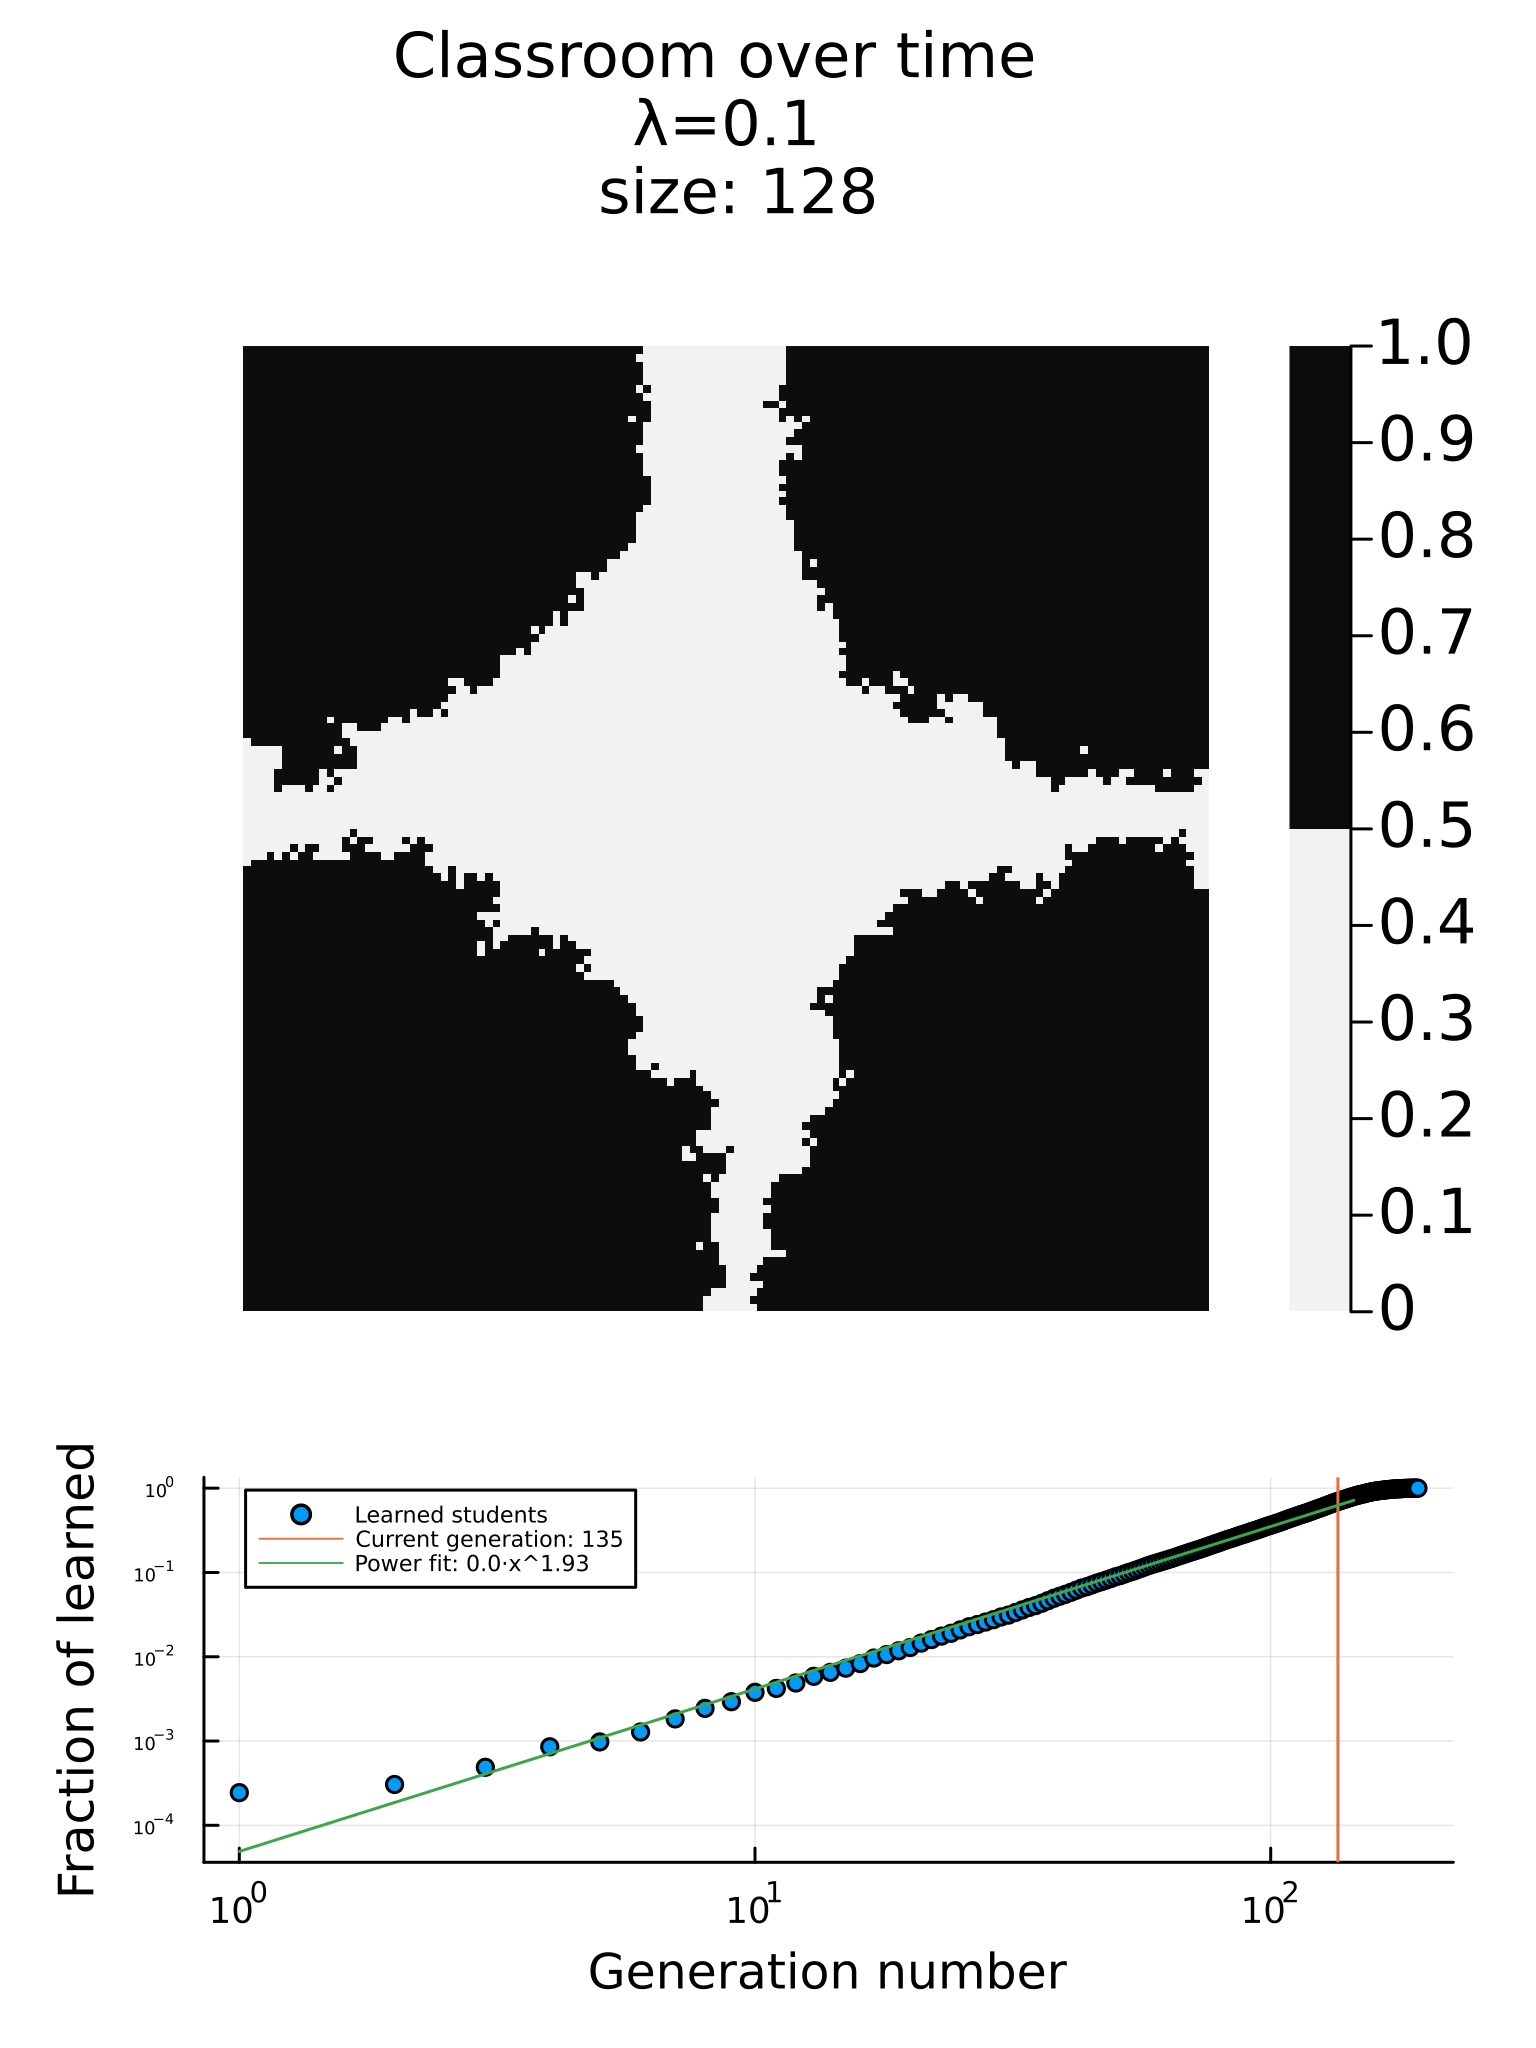 Classroom over time
λ=0.1
size: 128
1.0
0.9
0.8
0.7
0.6
0.5
0.4
0.3
0.2
0.1
0
Fraction of learned
10^0
10^−1
10^−2
10^−3
10^−4
Learned students
Current generation: 135
Power fit: 0.0·x^1.93
10^0
10^1
10^2
Generation number